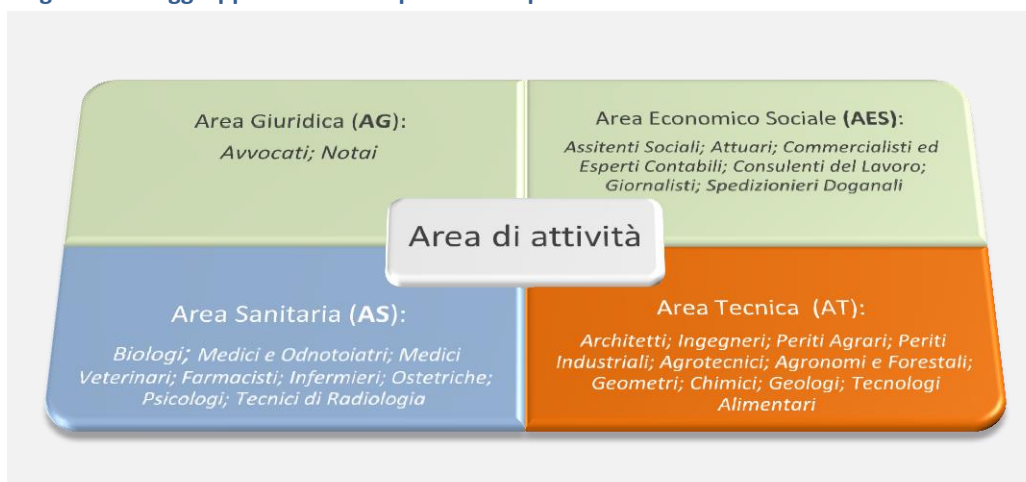 Area Giuridica (AG):
Avvocati; Notai
Area Economico Sociale (AES):
Assitenti Sociali; Attuari; Commercialisti ed
Esperti Contabili; Consulenti del Lavoro;
Giornalisti; Spedizionieri Doganali
Area di attività
Area Sanitaria (AS):
Biologi; Medici e Odnotoiatri; Medici
Veterinari; Farmacisti; Infermieri; Ostetriche;
Psicologi; Tecnici di Radiologia
Area Tecnica (AT):
Architetti; Ingegneri; Periti Agrari; Periti
Industriali; Agrotecnici; Agronomi e Forestali;
Geometri; Chimici; Geologi; Tecnologi
Alimentari